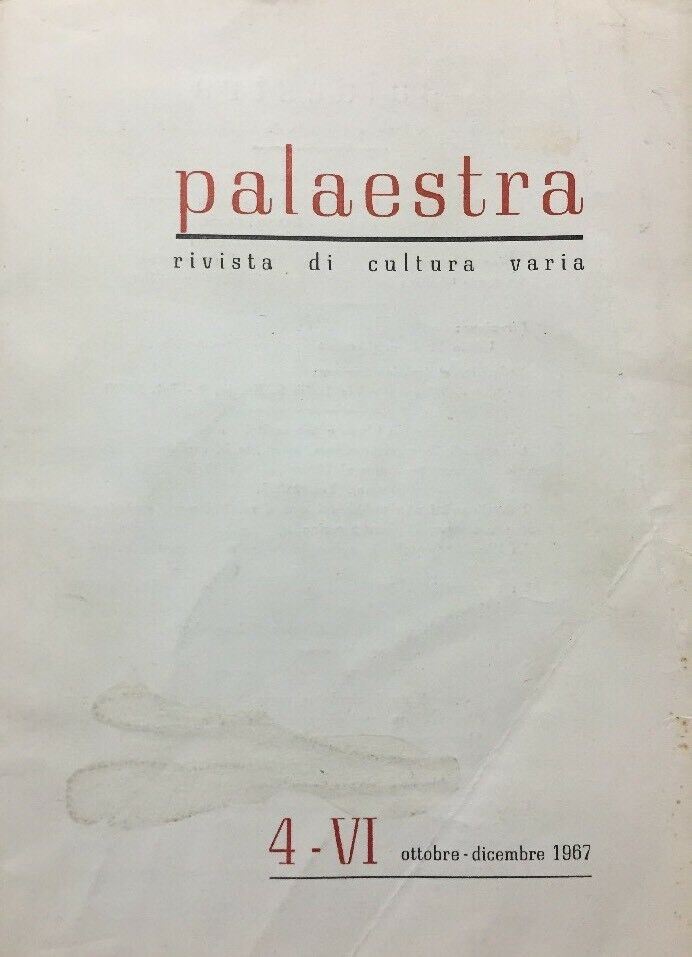 palaestra
rivista di cultura varia
4 - VI ottobre - dicembre 1967